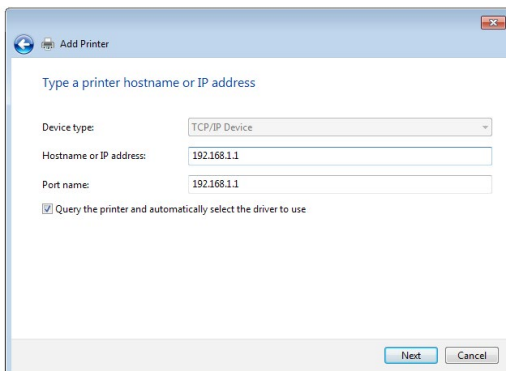 Add Printer
Type a printer hostname or IP address
Device type: TCP/IP Device
Hostname or IP address: 192.168.1.1
Port name: 192.168.1.1
Query the printer and automatically select the driver to use
Next Cancel